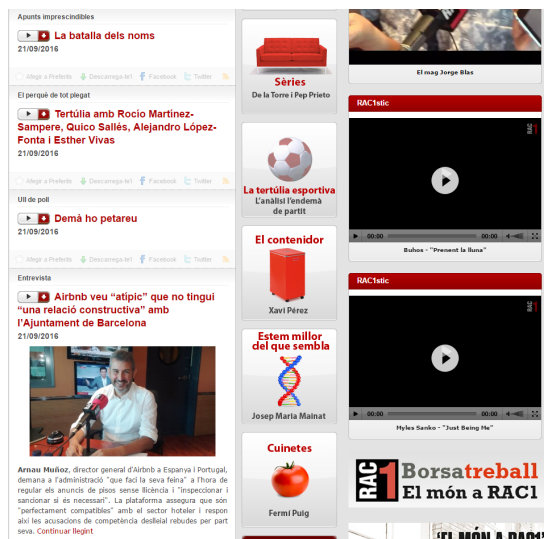 Apunts imprescindibles
La batalla dels noms
21/09/2016
Afegir a Preferits Descarrega-te'l Facebook Twitter
El perquè de tot plegat
Tertúlia amb Rocio Martinez-
Sampere, Quico Sallés, Alejandro López-
Fonta i Esther Vivas
21/09/2016
Afegir a Preferits Descarrega-te'l Facebook Twitter
Ull de poll
Demà ho petareu
21/09/2016
Afegir a Preferits Descarrega-te'l Facebook Twitter
Entrevista
Airbnb veu “atípic” que no tingui
“una relació constructiva” amb
l’Ajuntament de Barcelona
21/09/2016
Arnau Muñoz, director general d'Airbnb a Espanya i Portugal,
demana a l'administració "que faci la seva feina" a l'hora de
regular els anuncis de pisos sense llicència i "inspeccionar i
sancionar si és necessari". La plataforma assegura que són
"perfectament compatibles" amb el sector hoteler i respon
així les acusacions de competència deslleial rebudes per part
seva. Continuar llegint
Sèries
De la Torre i Pep Prieto
La tertúlia esportiva
L'anàlisi l'endemà
de partit
El contenidor
Xavi Pérez
Estem millor
del que sembla
Josep Maria Mainat
Cuinetes
Fermí Puig
El mag Jorge Blas
RAC1stic
RAC1
00:00 00:00
Buhos - "Prenent la lluna"
RAC1stic
RAC1
00:00 00:00
Hyles Sanko - "Just Being Me"
RAC1 Borsatreball
El món a RAC1
'EL MÓN A RAC1'